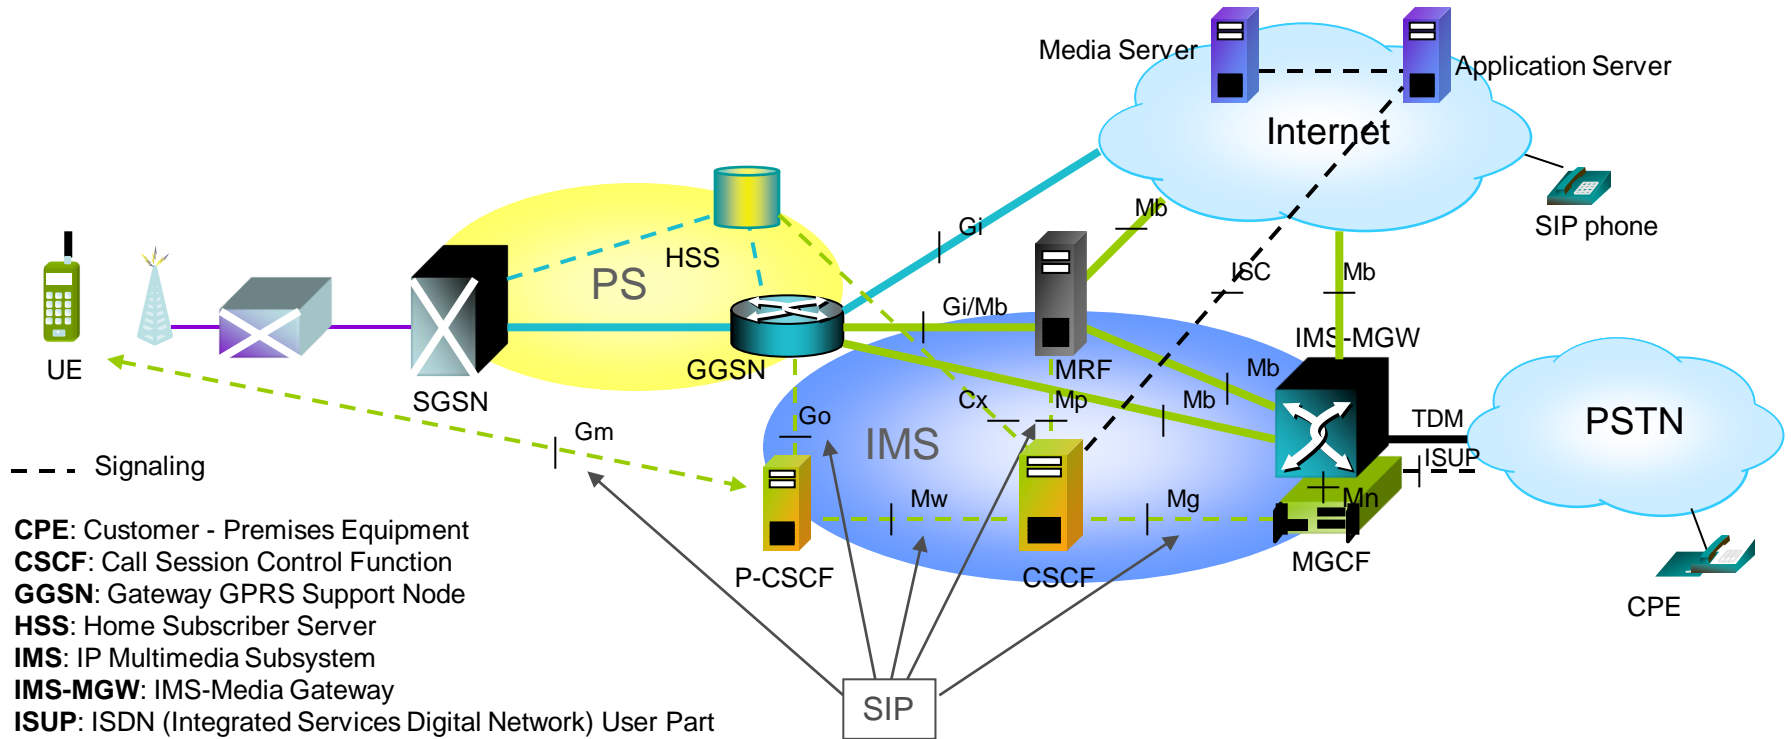 Media Server
Application Server
Internet
SIP phone
Mb
Gi
HSS
PS
ISC
Mb
Gi/Mb
IMS-MGW
UE
GGSN
MRF
Mb
SGSN
Cx
Mp
Mb
Go
TDM
PSTN
Gm
IMS
ISUP
Signaling
Mw
Mg
Mn
MGCF
P-CSCF
CSCF
CPE
SIP
CPE: Customer - Premises Equipment
CSCF: Call Session Control Function
GGSN: Gateway GPRS Support Node
HSS: Home Subscriber Server
IMS: IP Multimedia Subsystem
IMS-MGW: IMS-Media Gateway
ISUP: ISDN (Integrated Services Digital Network) User Part